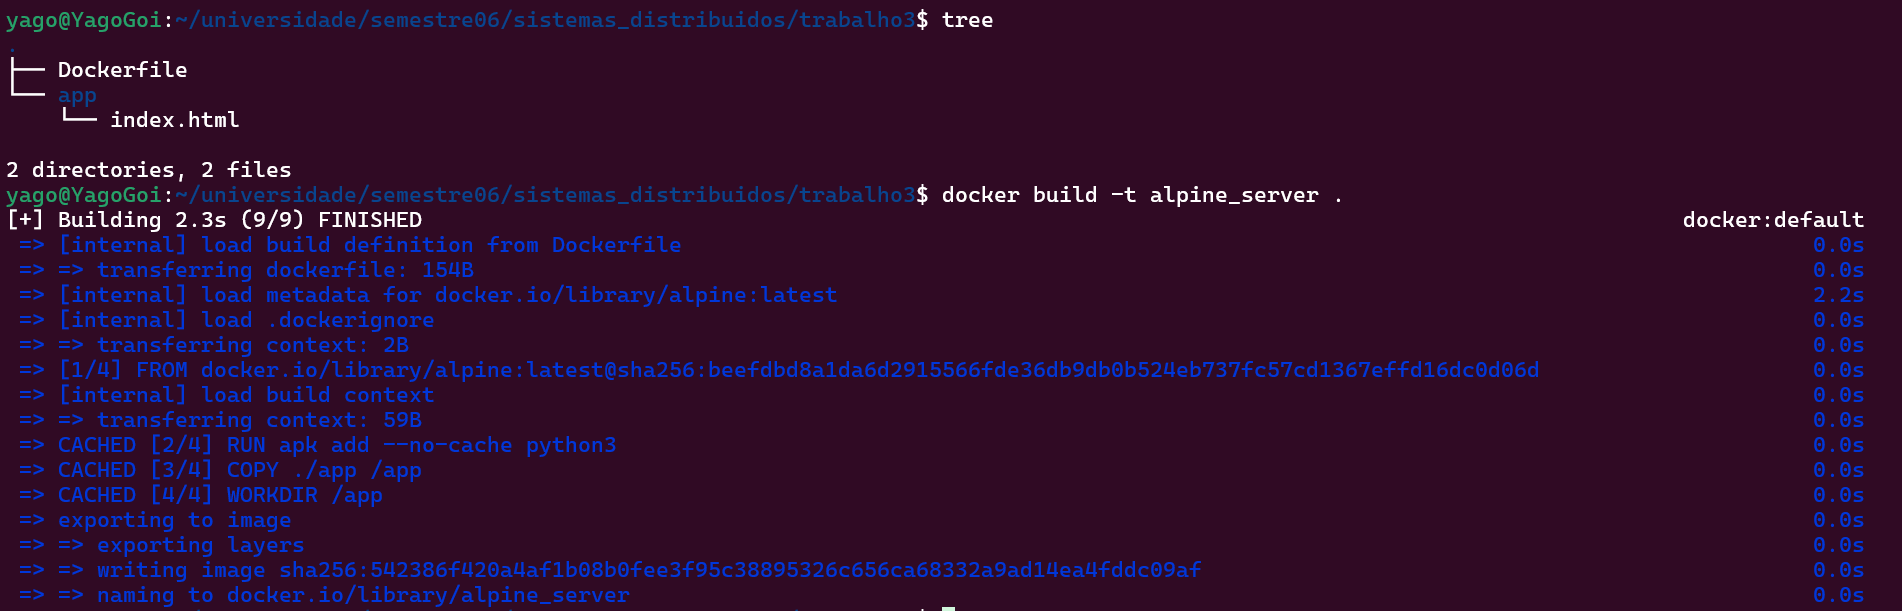 yago@YagoGoi:~/universidade/semestre06/sistemas_distribuidos/trabalho3$ tree
.
├── Dockerfile
└── app
    └── index.html
2 directories, 2 files
yago@YagoGoi:~/universidade/semestre06/sistemas_distribuidos/trabalho3$ docker build -t alpine_server .
[+] Building 2.3s (9/9) FINISHED docker:default
=> [internal] load build definition from Dockerfile 0.0s
=> => transferring dockerfile: 154B 0.0s
=> [internal] load metadata for docker.io/library/alpine:latest 2.2s
=> [internal] load .dockerignore 0.0s
=> => transferring context: 2B 0.0s
=> [1/4] FROM docker.io/library/alpine:latest@sha256:beefdbd8a1da6d2915566fde36db9db0b524eb737fc57cd1367effd16dc0d06d 0.0s
=> [internal] load build context 0.0s
=> => transferring context: 59B 0.0s
=> CACHED [2/4] RUN apk add --no-cache python3 0.0s
=> CACHED [3/4] COPY ./app /app 0.0s
=> CACHED [4/4] WORKDIR /app 0.0s
=> exporting to image 0.0s
=> => exporting layers 0.0s
=> => writing image sha256:542386f420a4af1b08b0fee3f95c38895326c656ca68332a9ad14ea4fddc09af 0.0s
=> => naming to docker.io/library/alpine_server 0.0s